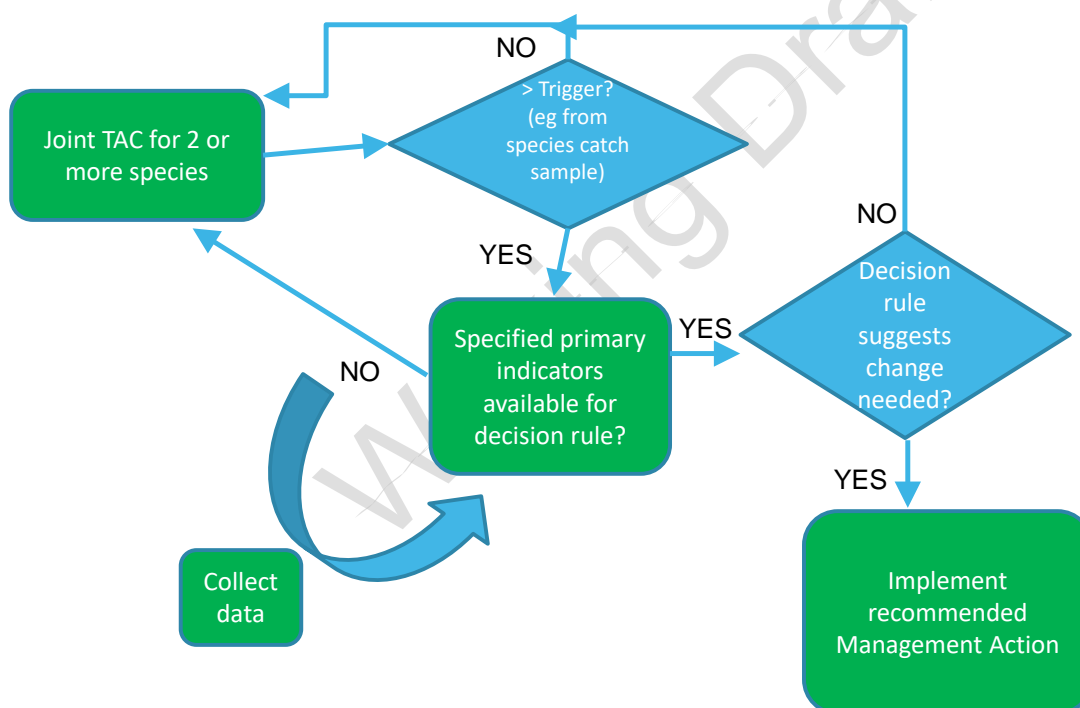 NO
> Trigger?
(eg from
species catch
sample)
Joint TAC for 2 or
more species
NO
YES
Decision
rule
suggests
change
needed?
Specified primary
indicators
available for
decision rule?
YES
NO
YES
Collect
data
Implement
recommended
Management Action